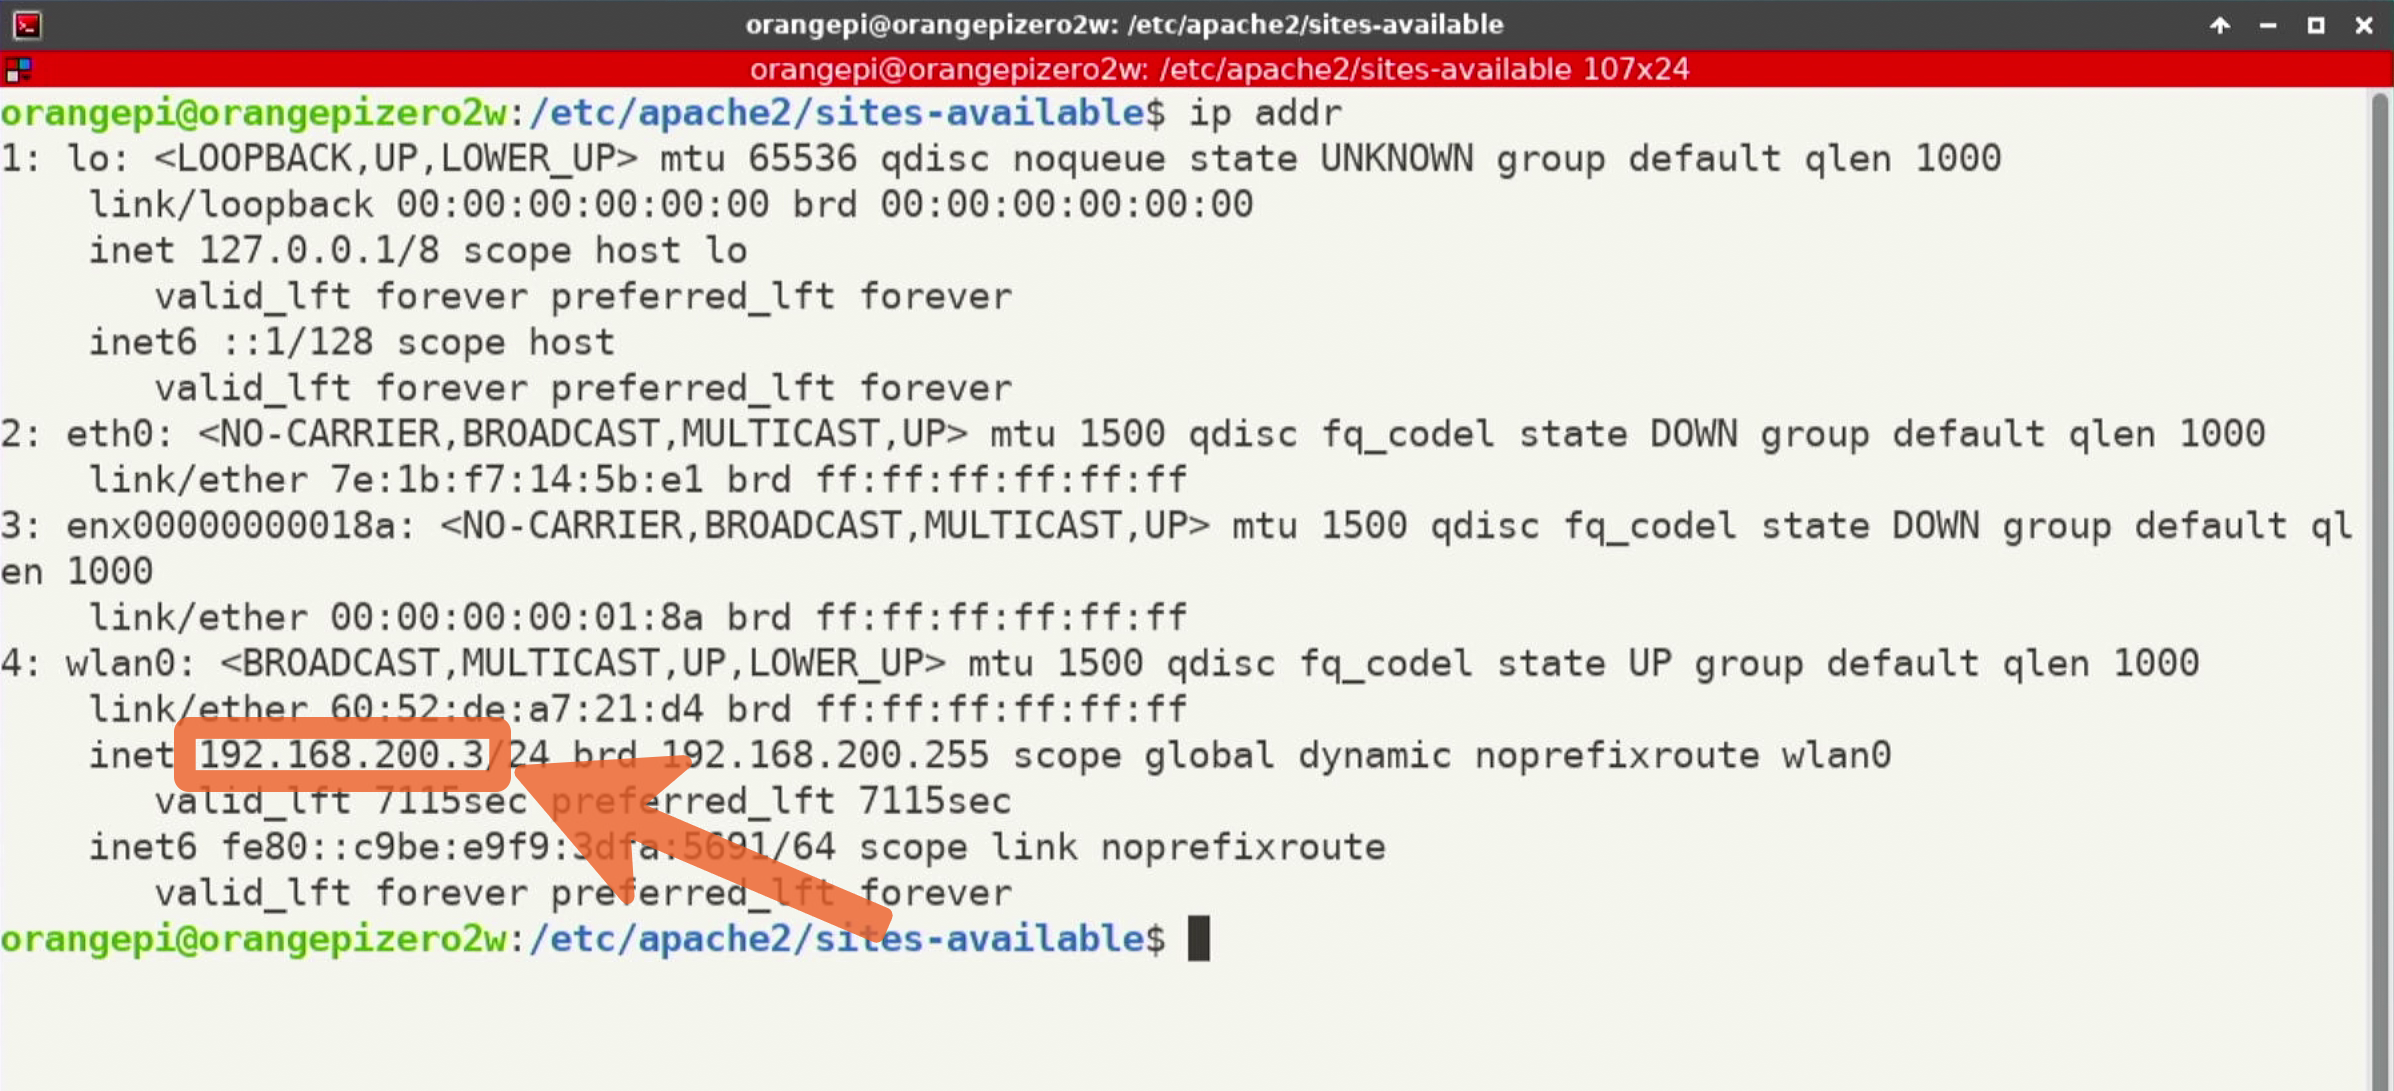 orangepi@orangepizero2w: /etc/apache2/sites-available
orangepi@orangepizero2w: /etc/apache2/sites-available 107x24
orangepi@orangepizero2w:/etc/apache2/sites-available$ ip addr
1: lo: <LOOPBACK,UP,LOWER_UP> mtu 65536 qdisc noqueue state UNKNOWN group default qlen 1000
    link/loopback 00:00:00:00:00:00 brd 00:00:00:00:00:00
    inet 127.0.0.1/8 scope host lo
       valid_lft forever preferred_lft forever
    inet6 ::1/128 scope host
       valid_lft forever preferred_lft forever
2: eth0: <NO-CARRIER,BROADCAST,MULTICAST,UP> mtu 1500 qdisc fq_codel state DOWN group default qlen 1000
    link/ether 7e:1b:f7:14:5b:e1 brd ff:ff:ff:ff:ff:ff
3: enx00000000018a: <NO-CARRIER,BROADCAST,MULTICAST,UP> mtu 1500 qdisc fq_codel state DOWN group default ql
en 1000
    link/ether 00:00:00:00:01:8a brd ff:ff:ff:ff:ff:ff
4: wlan0: <BROADCAST,MULTICAST,UP,LOWER_UP> mtu 1500 qdisc fq_codel state UP group default qlen 1000
    link/ether 60:52:de:a7:21:d4 brd ff:ff:ff:ff:ff:ff
    inet 192.168.200.3/24 brd 192.168.200.255 scope global dynamic noprefixroute wlan0
       valid_lft 7115sec preferred_lft 7115sec
    inet6 fe80::c9be:e9f9:3dfa:5691/64 scope link noprefixroute
       valid_lft forever preferred_lft forever
orangepi@orangepizero2w:/etc/apache2/sites-available$